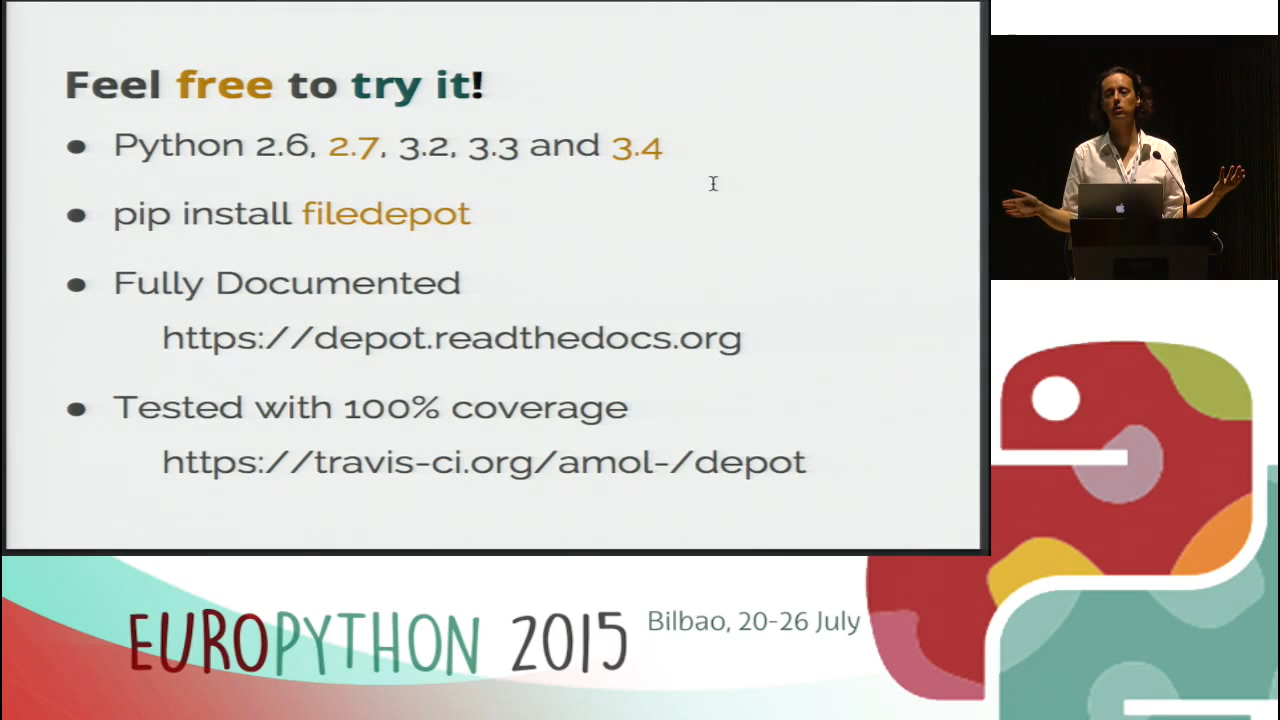 Feel free to try it!
● Python 2.6, 2.7, 3.2, 3.3 and 3.4
● pip install filedepot
● Fully Documented
https://depot.readthedocs.org
● Tested with 100% coverage
https://travis-ci.org/amol-/depot
EUROPYTHON 2015
Bilbao, 20-26 July